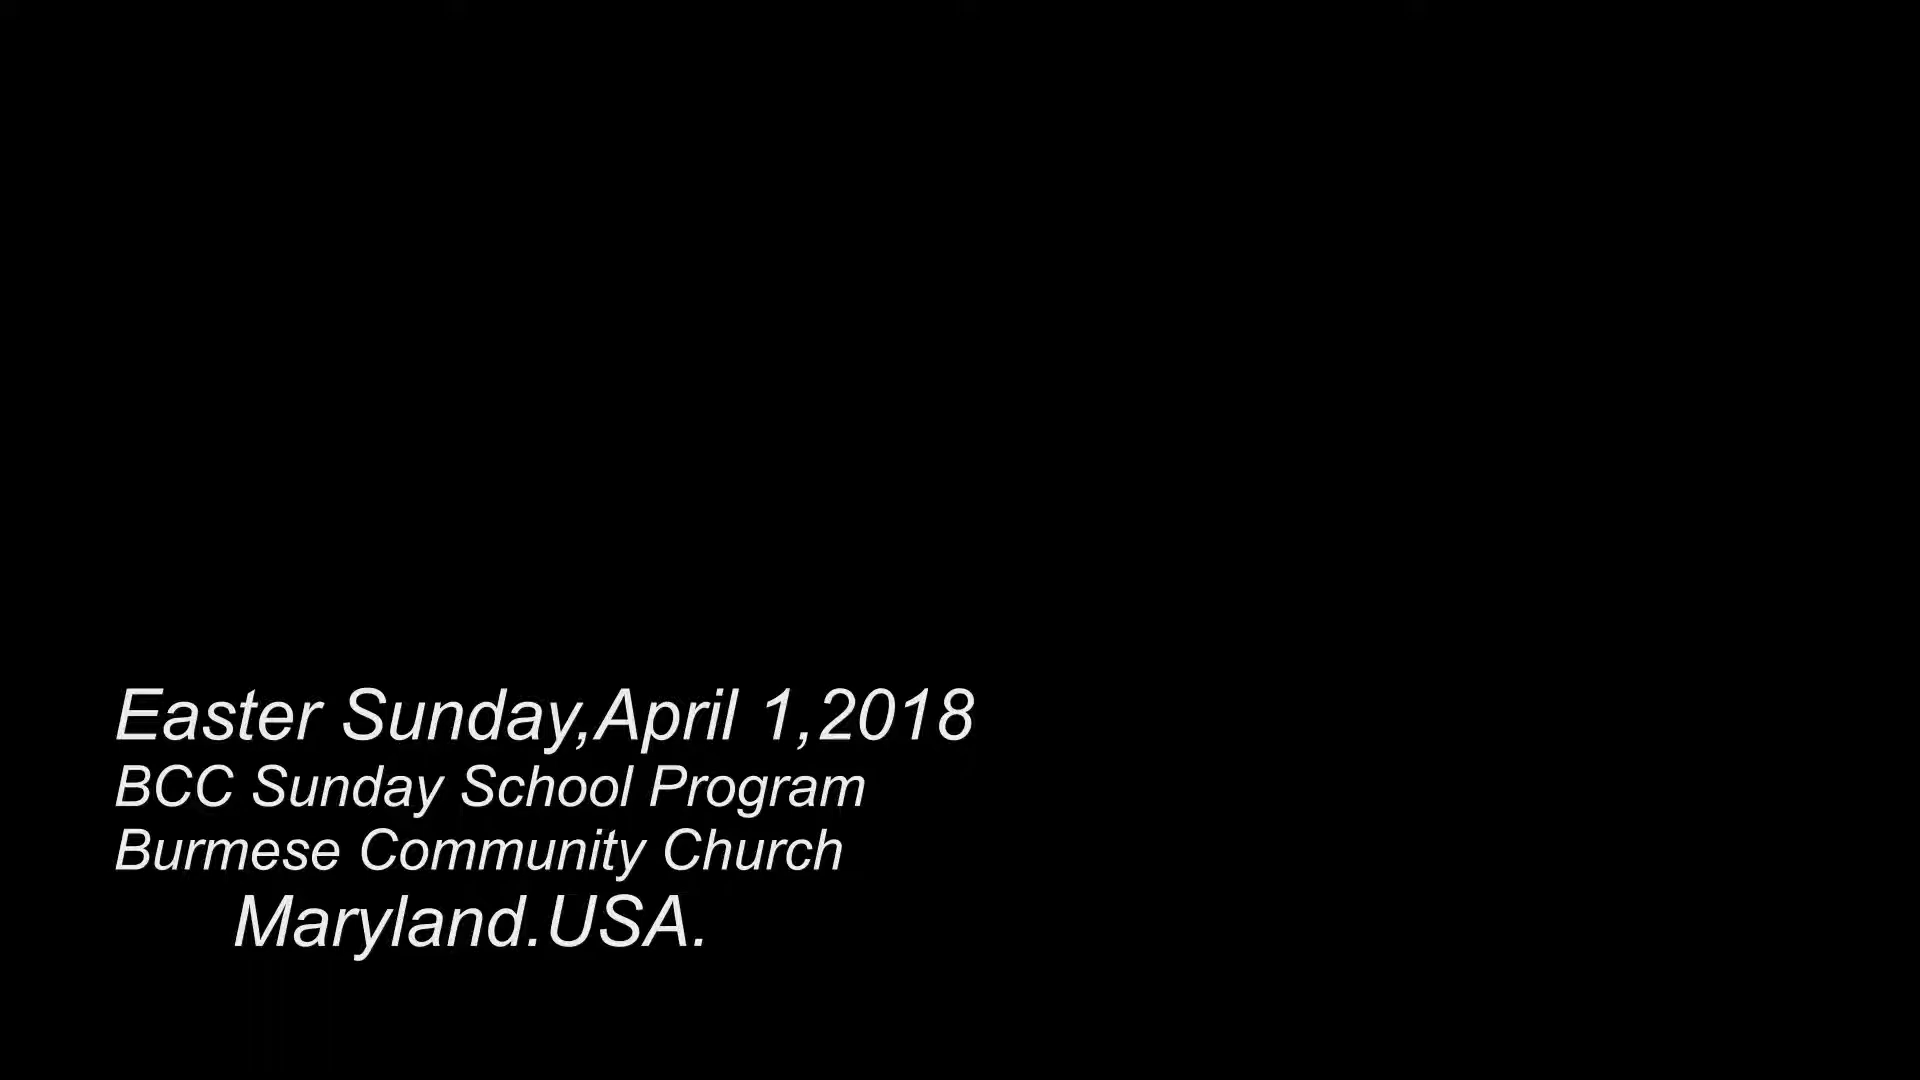 Easter Sunday,April 1,2018
BCC Sunday School Program
Burmese Community Church
Maryland.USA.